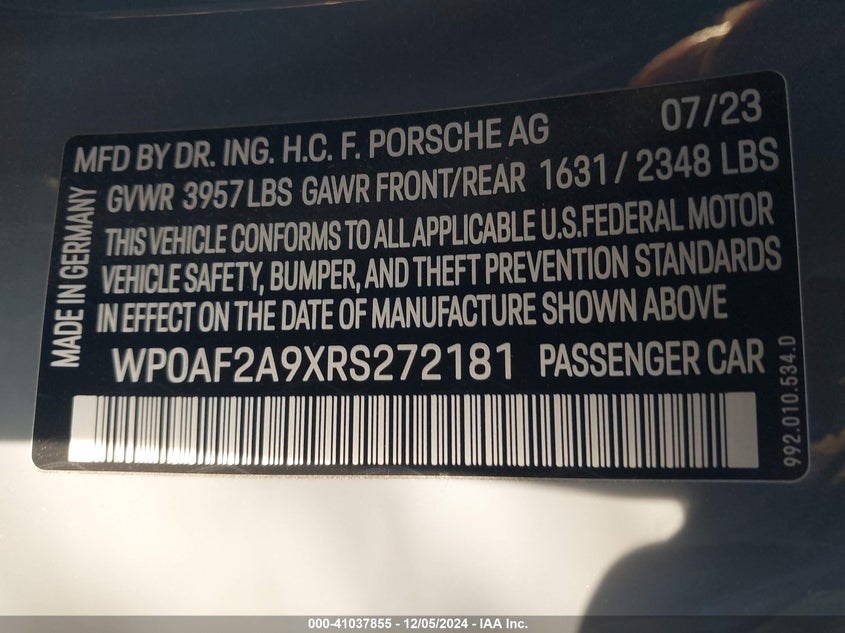 MFD BY DR. ING. H.C. F. PORSCHE AG 07/23
GVWR 3957 LBS GAWR FRONT/REAR 1631 / 2348 LBS
THIS VEHICLE CONFORMS TO ALL APPLICABLE U.S.FEDERAL MOTOR
VEHICLE SAFETY, BUMPER, AND THEFT PREVENTION STANDARDS
IN EFFECT ON THE DATE OF MANUFACTURE SHOWN ABOVE
WP0AF2A9XRS272181 PASSENGER CAR
MADE IN GERMANY
992.010.534.D
000-41037855 - 12/05/2024 - IAA Inc.